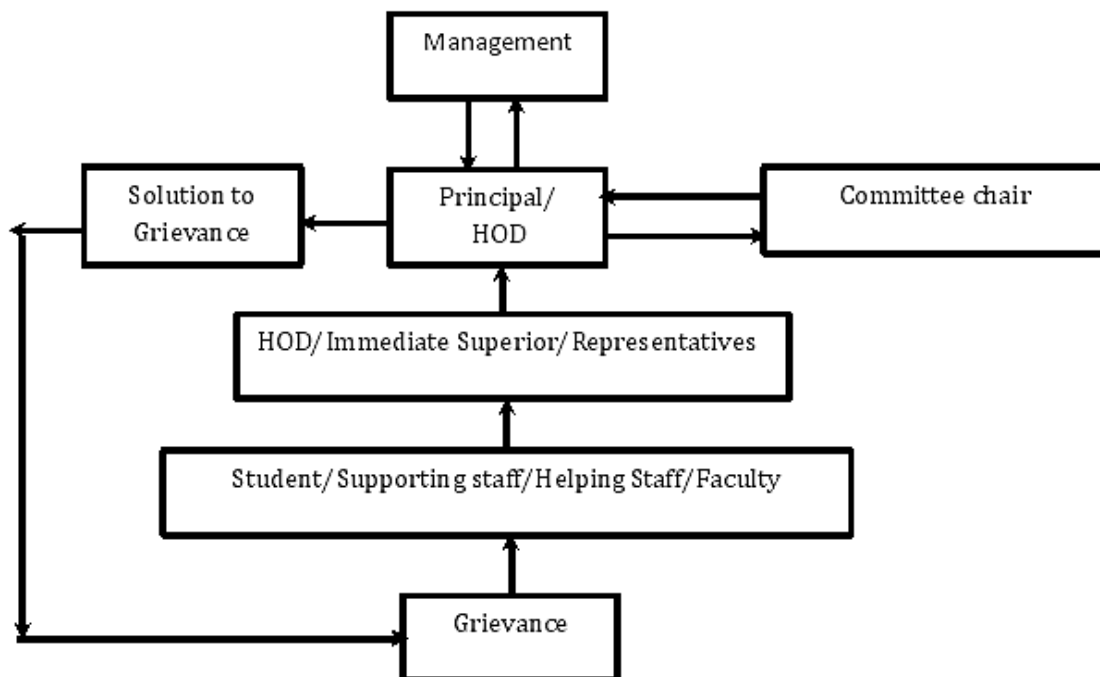 Management
Solution to
Grievance
Principal/
HOD
Committee chair
HOD/Immediate Superior/Representatives
Student/Supporting staff/Helping Staff/Faculty
Grievance